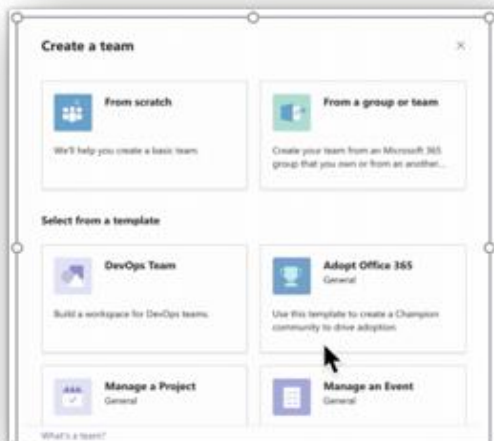 Create a team
From scratch
We'll help you create a basic team.
From a group or team
Create your team from an Microsoft 365
group that you own or from an another...
Select from a template
DevOps Team
Build a workspace for DevOps teams.
Adopt Office 365
General
Use this template to create a Champion
community to drive adoption
Manage a Project
General
Manage an Event
General
What's a team?